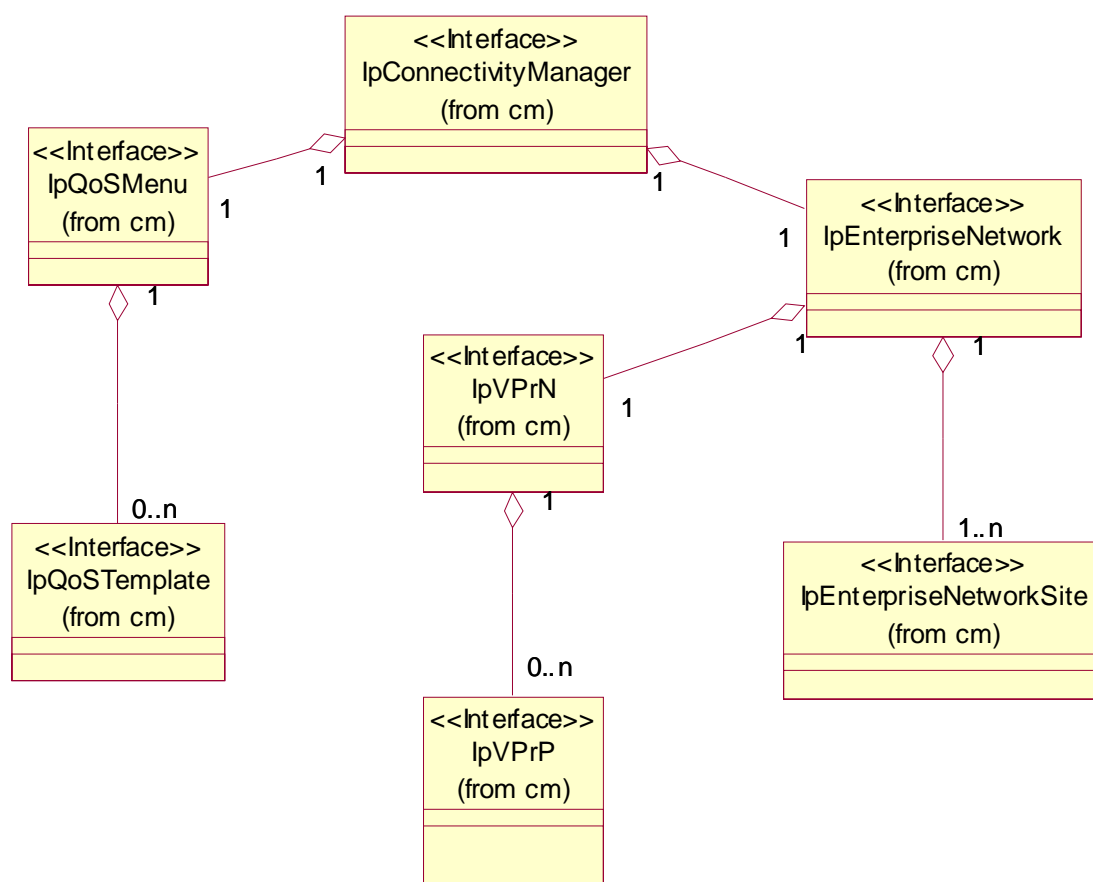 <<Interface>>
IpConnectivityManager
(from cm)
<<Interface>>
IpQoSMenu
(from cm)
1
1
1
1
<<Interface>>
IpEnterpriseNetwork
(from cm)
1
1
1
1
<<Interface>>
IpVPrN
(from cm)
1
0..n
1..n
<<Interface>>
IpQoSTemplate
(from cm)
<<Interface>>
IpEnterpriseNetworkSite
(from cm)
0..n
<<Interface>>
IpVPrP
(from cm)